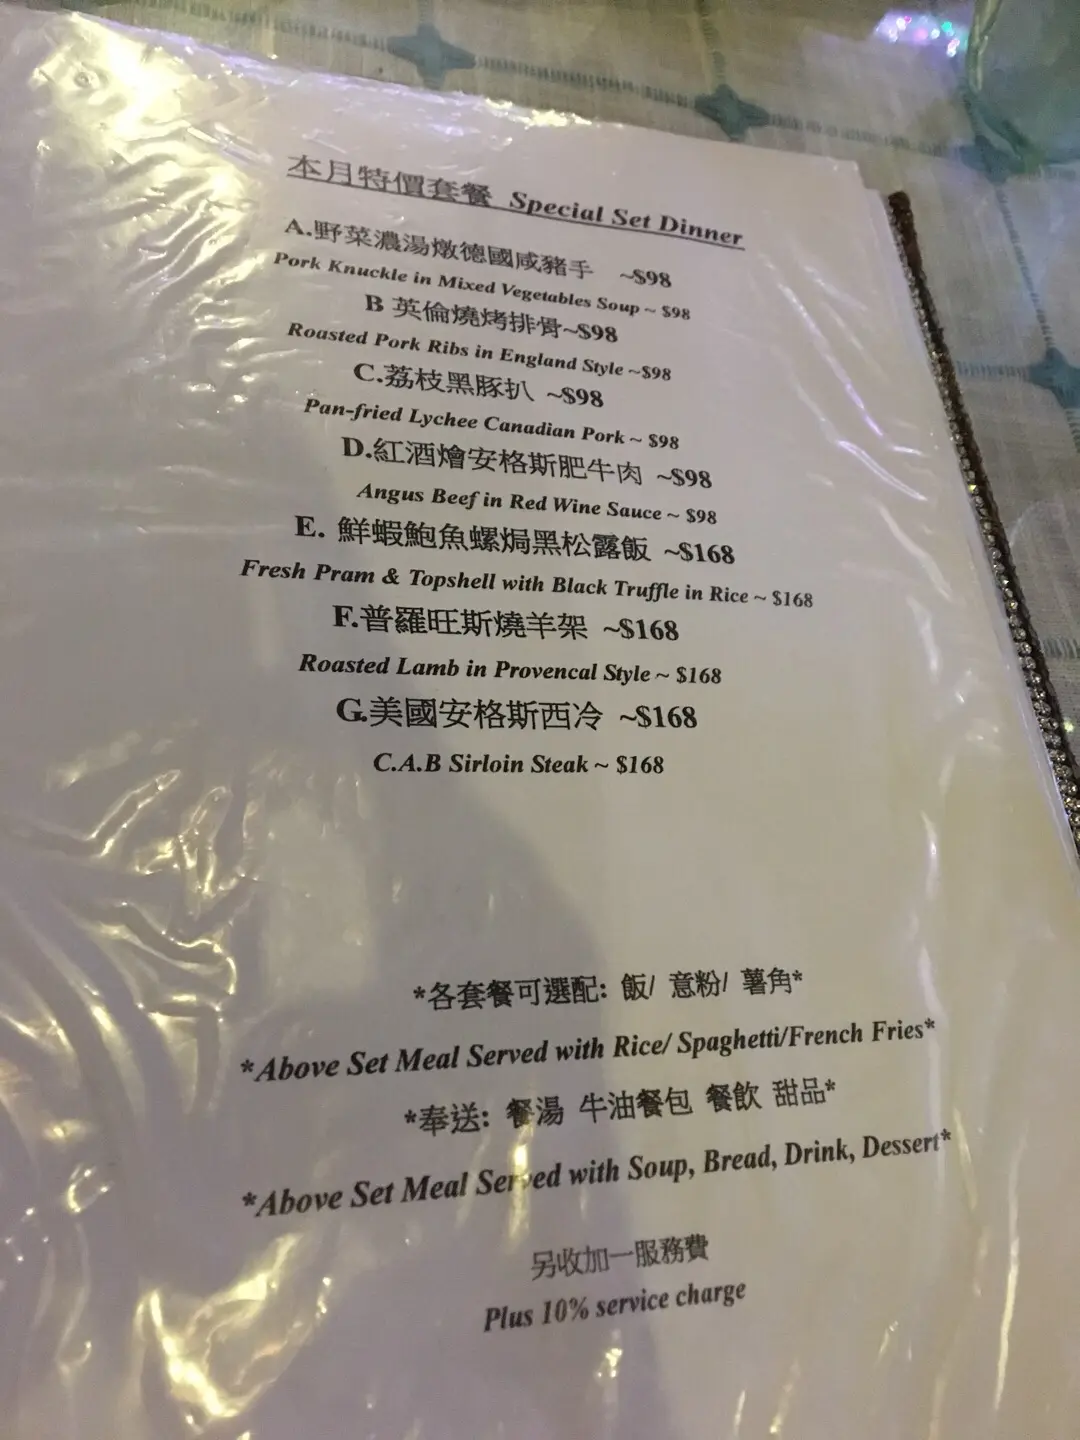 本月特價套餐 Special Set Dinner
A.野菜濃湯燉德國咸豬手 ~$98
Pork Knuckle in Mixed Vegetables Soup ~ $98
B 英倫燒烤排骨~$98
Roasted Pork Ribs in England Style ~$98
C.荔枝黑豚扒 ~$98
Pan-fried Lychee Canadian Pork ~ $98
D.紅酒燴安格斯肥牛肉 ~$98
Angus Beef in Red Wine Sauce ~ $98
E. 鮮蝦鮑魚螺焗黑松露飯 ~$168
Fresh Pram & Topshell with Black Truffle in Rice ~ $168
F.普羅旺斯燒羊架 ~$168
Roasted Lamb in Provencal Style ~ $168
G.美國安格斯西冷 ~$168
C.A.B Sirloin Steak ~ $168
*各套餐可選配: 飯/ 意粉/ 薯角*
*Above Set Meal Served with Rice/ Spaghetti/French Fries*
*奉送: 餐湯 牛油餐包 餐飲 甜品*
*Above Set Meal Served with Soup, Bread, Drink, Dessert*
另收加一服務費
Plus 10% service charge